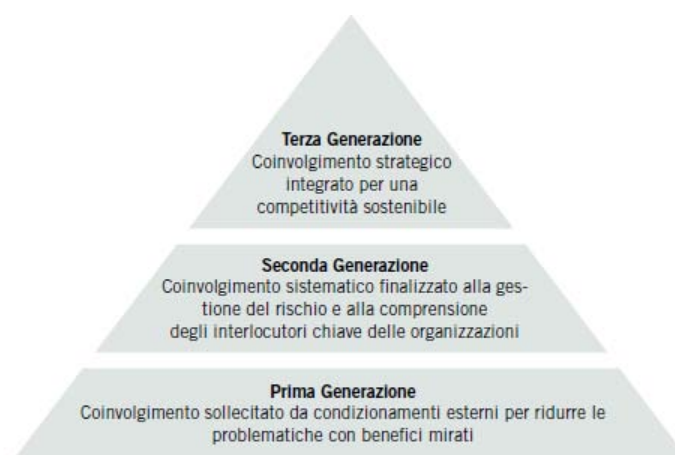 Terza Generazione
Coinvolgimento strategico
integrato per una
competitività sostenibile
Seconda Generazione
Coinvolgimento sistematico finalizzato alla ges-
tione del rischio e alla comprensione
degli interlocutori chiave delle organizzazioni
Prima Generazione
Coinvolgimento sollecitato da condizionamenti esterni per ridurre le
problematiche con benefici mirati